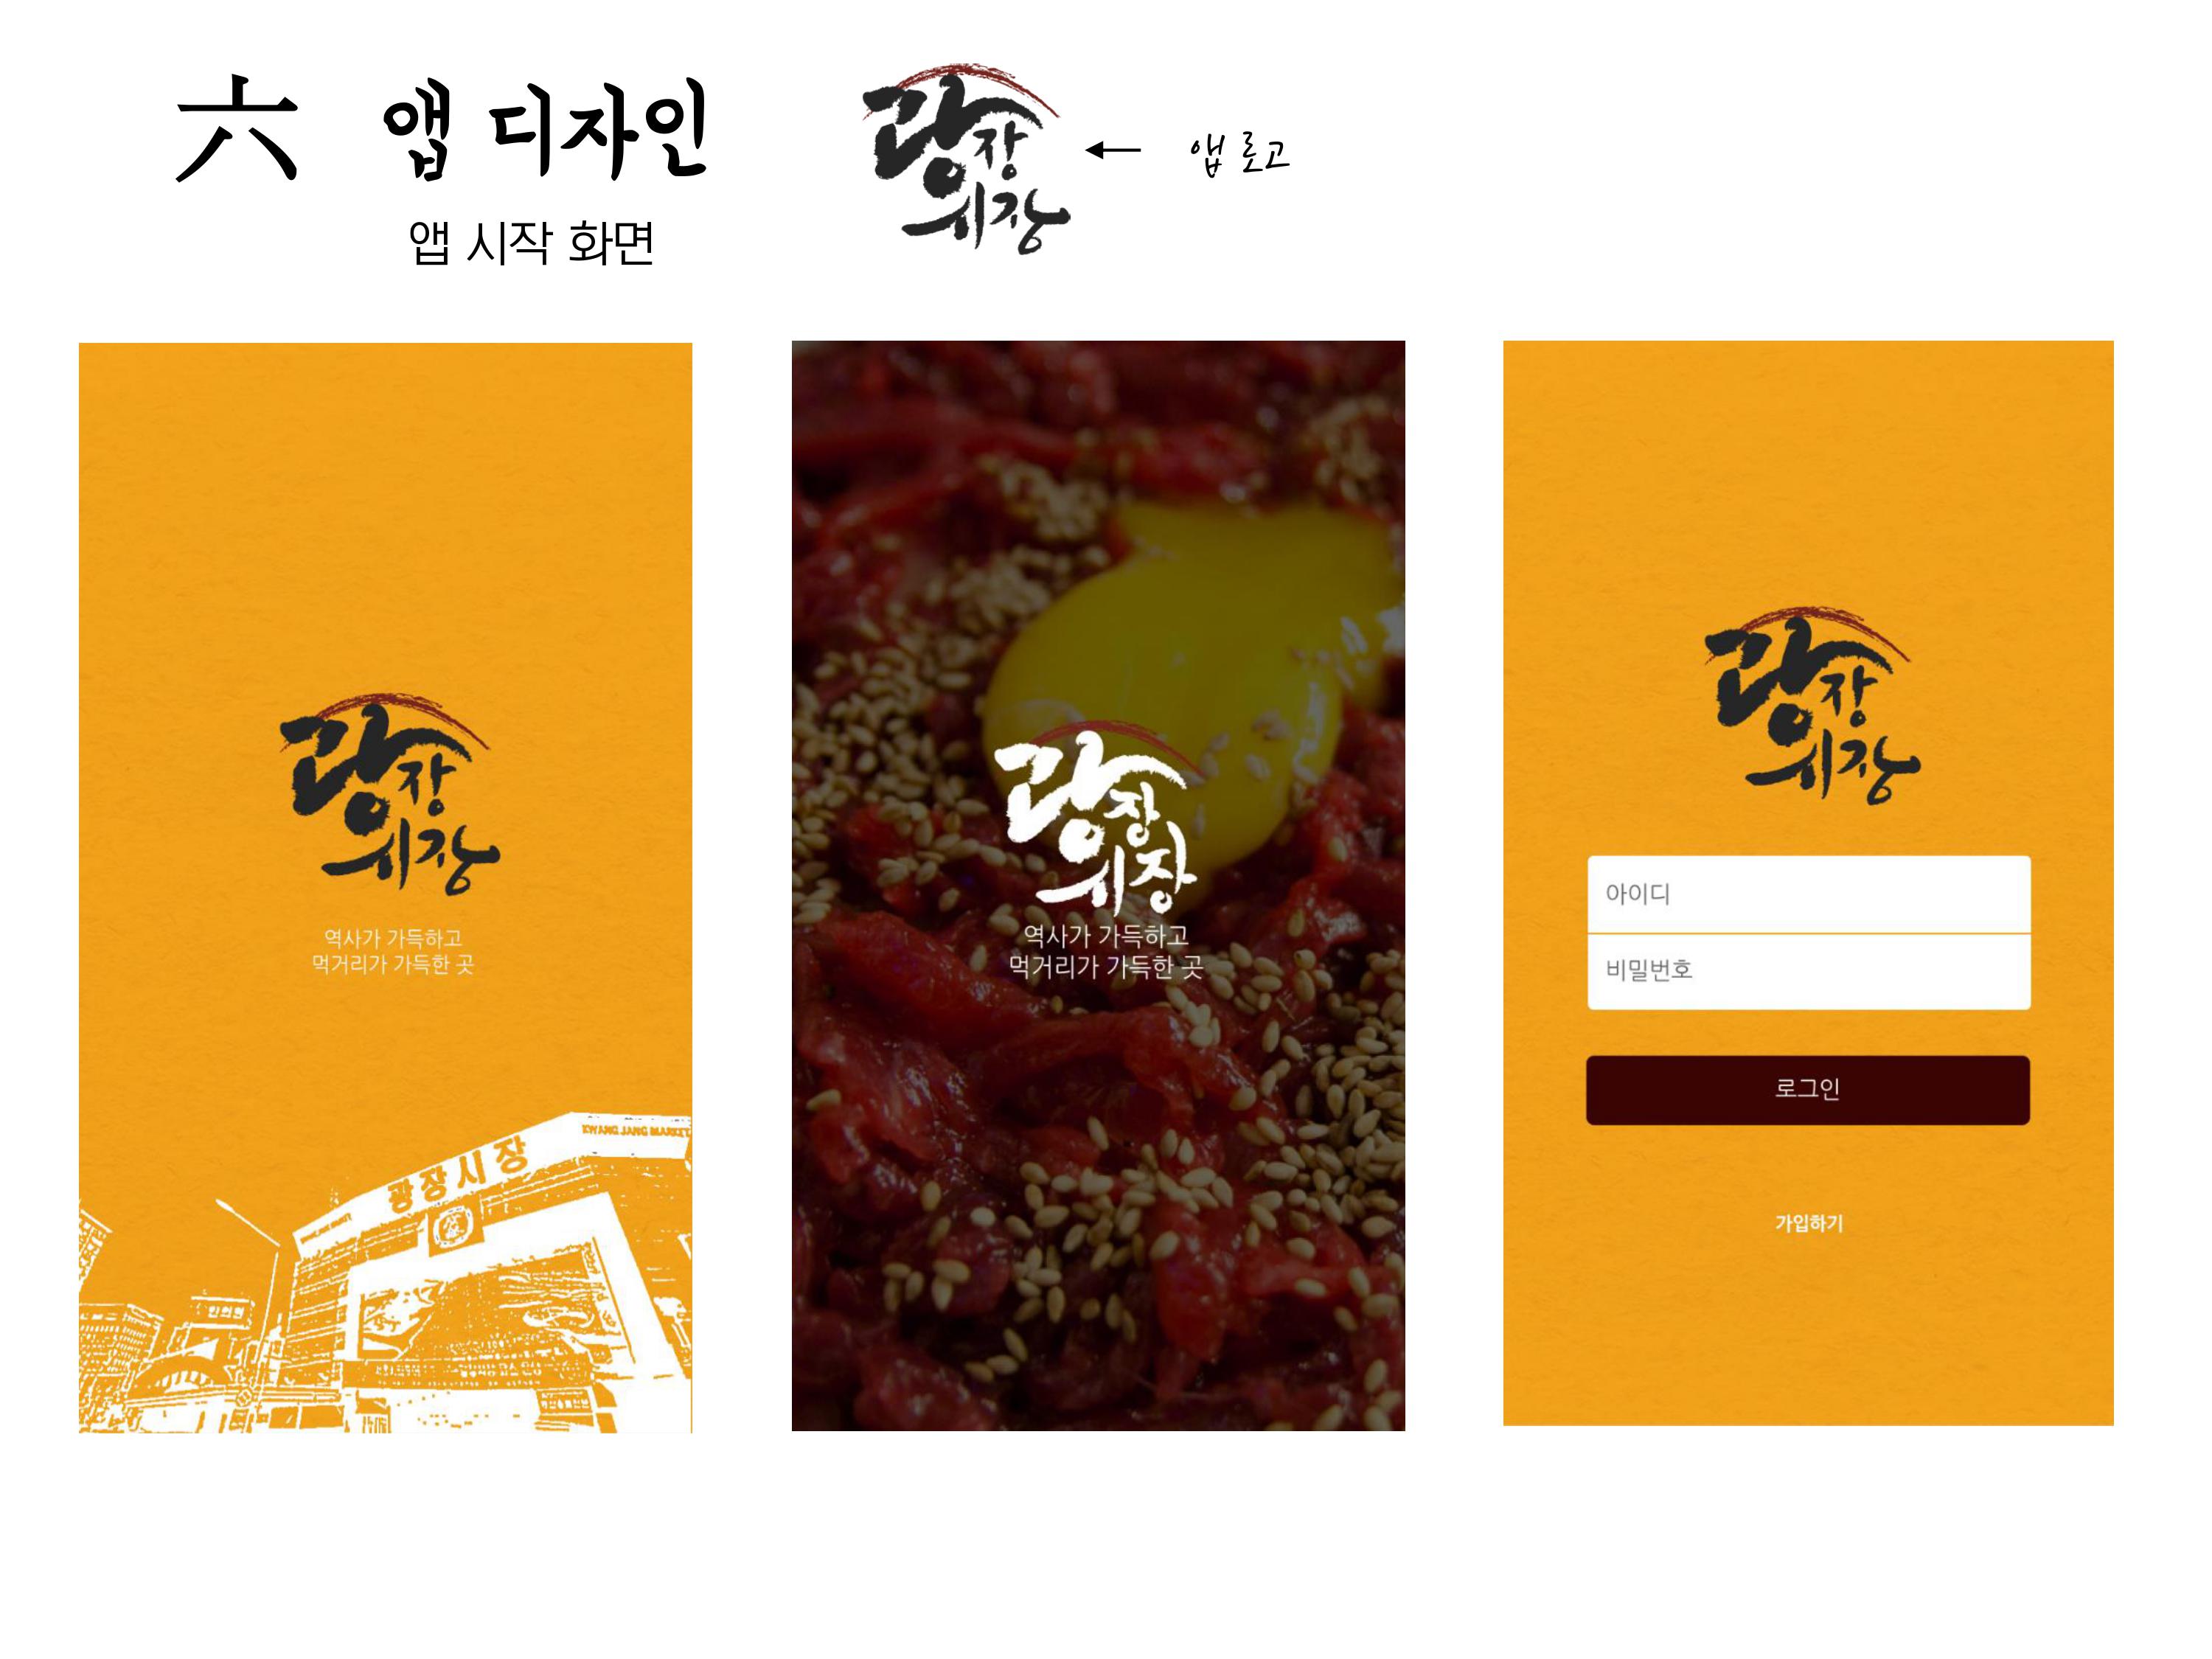 六 앱 디자인
앱 시작 화면
광장
시장
앱 로고
광장
시장
역사가 가득하고
먹거리가 가득한 곳
KWANG JANG MARKET
광장시장
광장
시장
역사가 가득하고
먹거리가 가득한 곳
광장
시장
아이디
비밀번호
로그인
가입하기